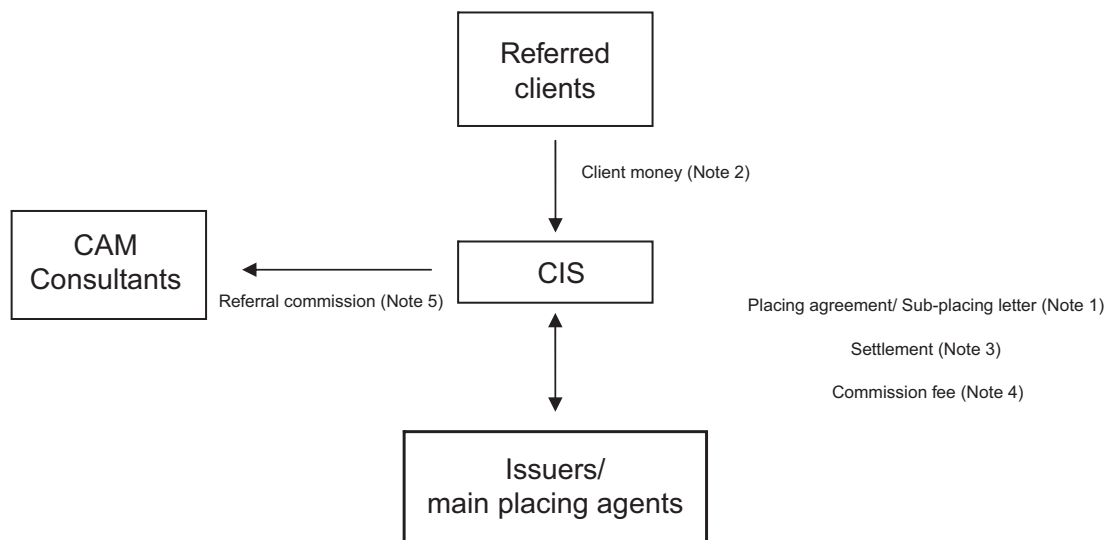 Referred
clients
Client money (Note 2)
CAM
Consultants
CIS
Referral commission (Note 5)
Placing agreement/ Sub-placing letter (Note 1)
Settlement (Note 3)
Commission fee (Note 4)
Issuers/
main placing agents